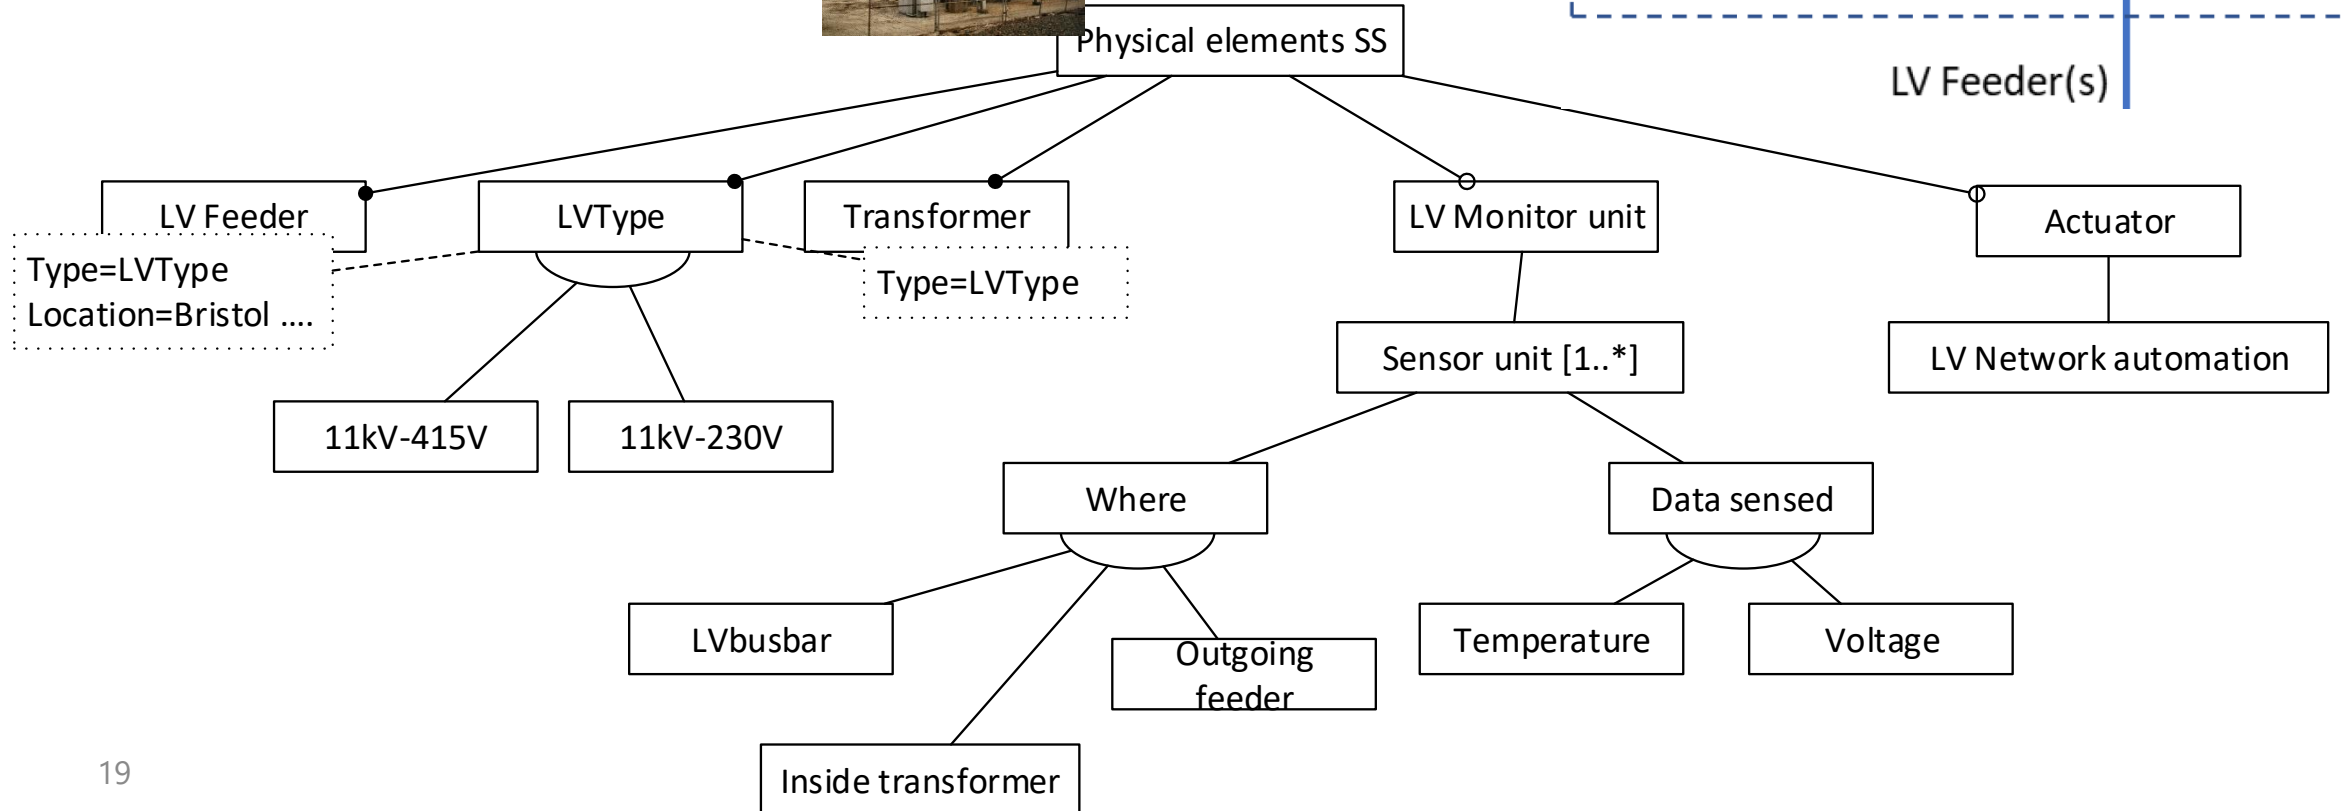 Physical elements SS
LV Feeder(s)
LV Feeder
LVType
Transformer
LV Monitor unit
Actuator
Type=LVType
Location=Bristol ....
Type=LVType
Sensor unit [1..*]
LV Network automation
11kV-415V
11kV-230V
Where
Data sensed
LVbusbar
Outgoing
feeder
Temperature
Voltage
Inside transformer
19